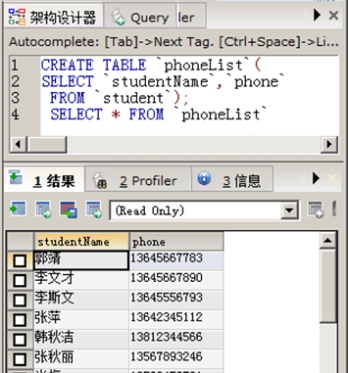 架构设计器 Query ler
Autocomplete: [Tab]->Next Tag. [Ctrl+Space]->Li...
1 CREATE TABLE `phoneList`(
2 SELECT `studentName`,`phone`
3 FROM `student`);
4 SELECT * FROM `phoneList`
1 结果 2 Profiler 3 信息
(Read Only)
studentName phone
郭靖 13645667783
李文才 13645667890
李斯文 13645556793
张萍 13642345112
韩秋洁 13812344566
张秋丽 13567893246